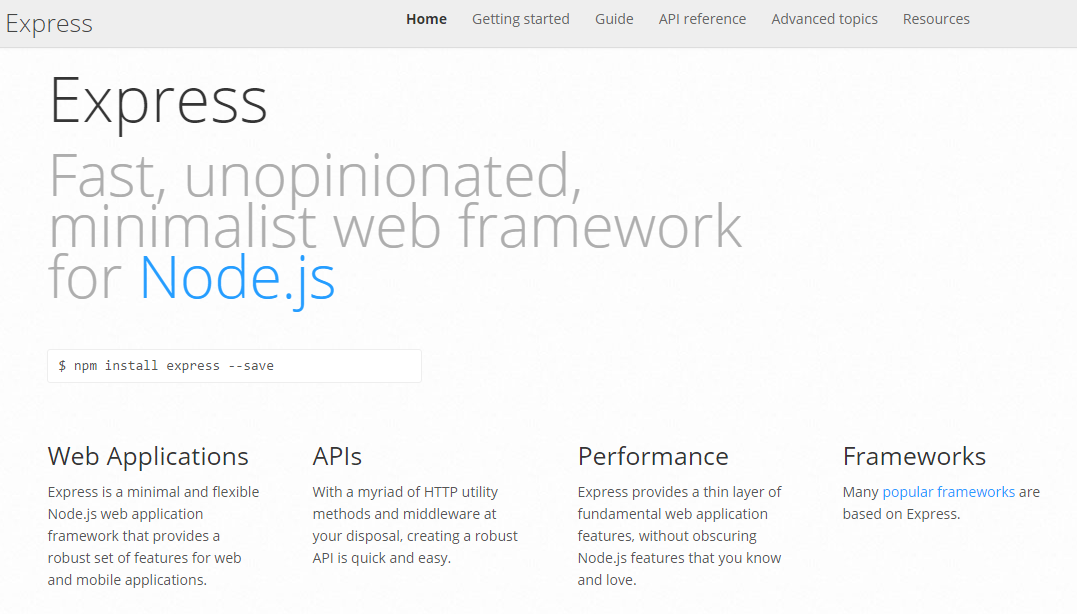 Express
Home Getting started Guide API reference Advanced topics Resources
Express
Fast, unopinionated,
minimalist web framework
for Node.js
$ npm install express --save
Web Applications
Express is a minimal and flexible
Node.js web application
framework that provides a
robust set of features for web
and mobile applications.
APIs
With a myriad of HTTP utility
methods and middleware at
your disposal, creating a robust
API is quick and easy.
Performance
Express provides a thin layer of
fundamental web application
features, without obscuring
Node.js features that you know
and love.
Frameworks
Many popular frameworks are
based on Express.